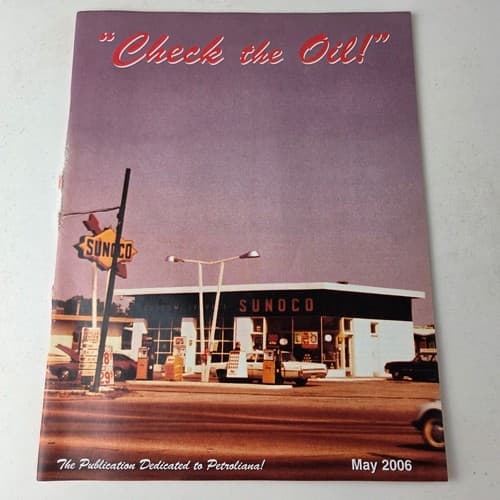 "Check the Oil!"
SUNOCO
SUNOCO
The Publication Dedicated to Petroliana!
May 2006